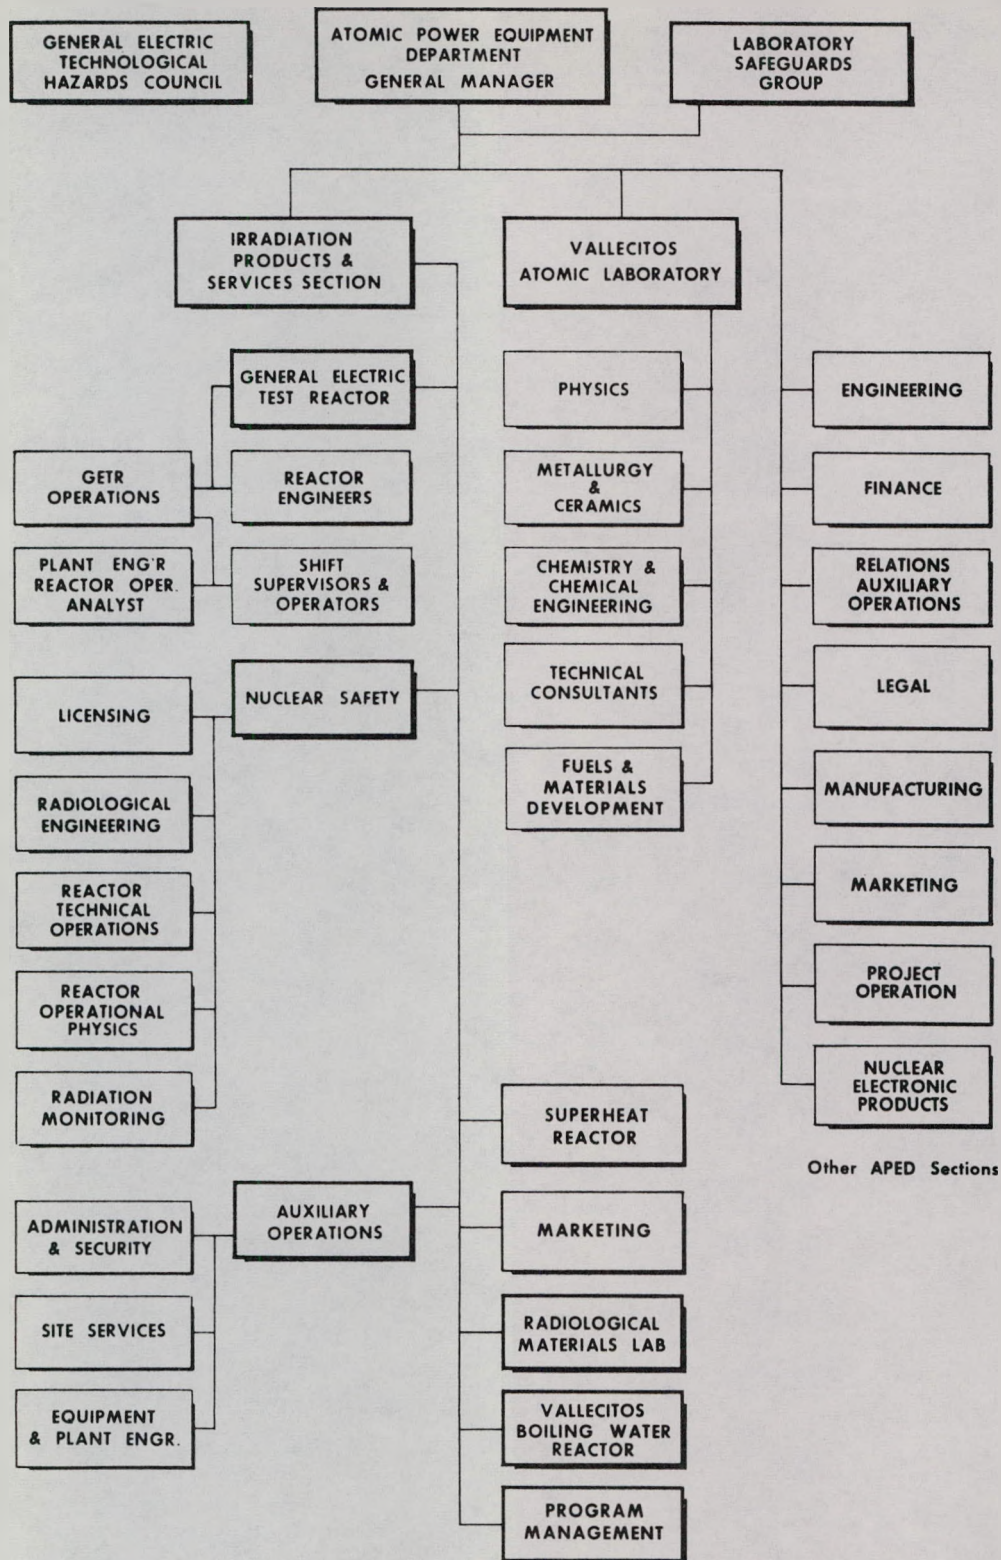 GENERAL ELECTRIC
TECHNOLOGICAL
HAZARDS COUNCIL
ATOMIC POWER EQUIPMENT
DEPARTMENT
GENERAL MANAGER
LABORATORY
SAFEGUARDS
GROUP
IRRADIATION
PRODUCTS &
SERVICES SECTION
VALLECITOS
ATOMIC LABORATORY
GENERAL ELECTRIC
TEST REACTOR
GETR
OPERATIONS
REACTOR
ENGINEERS
PLANT ENG'R
REACTOR OPER.
ANALYST
SHIFT
SUPERVISORS &
OPERATORS
NUCLEAR SAFETY
LICENSING
RADIOLOGICAL
ENGINEERING
REACTOR
TECHNICAL
OPERATIONS
REACTOR
OPERATIONAL
PHYSICS
RADIATION
MONITORING
AUXILIARY
OPERATIONS
ADMINISTRATION
& SECURITY
SITE SERVICES
EQUIPMENT
& PLANT ENGR.
PHYSICS
METALLURGY
&
CERAMICS
CHEMISTRY &
CHEMICAL
ENGINEERING
TECHNICAL
CONSULTANTS
FUELS &
MATERIALS
DEVELOPMENT
SUPERHEAT
REACTOR
MARKETING
RADIOLOGICAL
MATERIALS LAB
VALLECITOS
BOILING WATER
REACTOR
PROGRAM
MANAGEMENT
ENGINEERING
FINANCE
RELATIONS
AUXILIARY
OPERATIONS
LEGAL
MANUFACTURING
MARKETING
PROJECT
OPERATION
NUCLEAR
ELECTRONIC
PRODUCTS
Other APED Sections